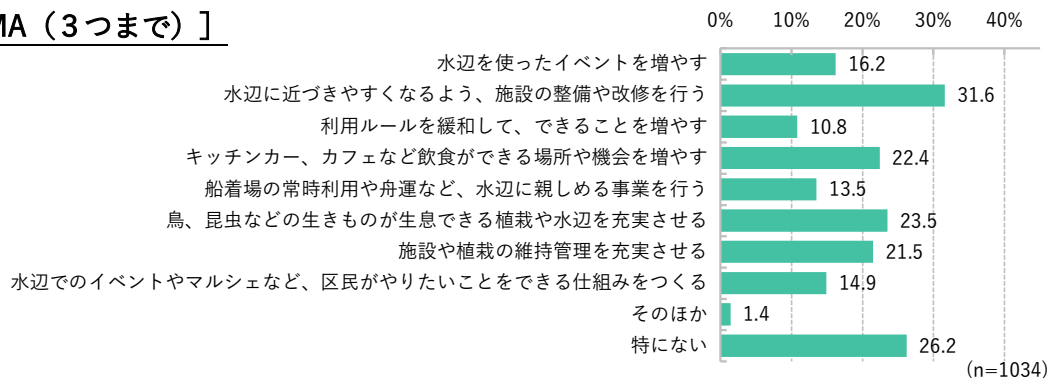 MA（３つまで）］
0% 10% 20% 30% 40%
水辺を使ったイベントを増やす 16.2
水辺に近づきやすくなるよう、施設の整備や改修を行う 31.6
利用ルールを緩和して、できることを増やす 10.8
キッチンカー、カフェなど飲食ができる場所や機会を増やす 22.4
船着場の常時利用や舟運など、水辺に親しめる事業を行う 13.5
鳥、昆虫などの生きものが生息できる植栽や水辺を充実させる 23.5
施設や植栽の維持管理を充実させる 21.5
水辺でのイベントやマルシェなど、区民がやりたいことをできる仕組みをつくる 14.9
そのほか 1.4
特にない 26.2
(n=1034)